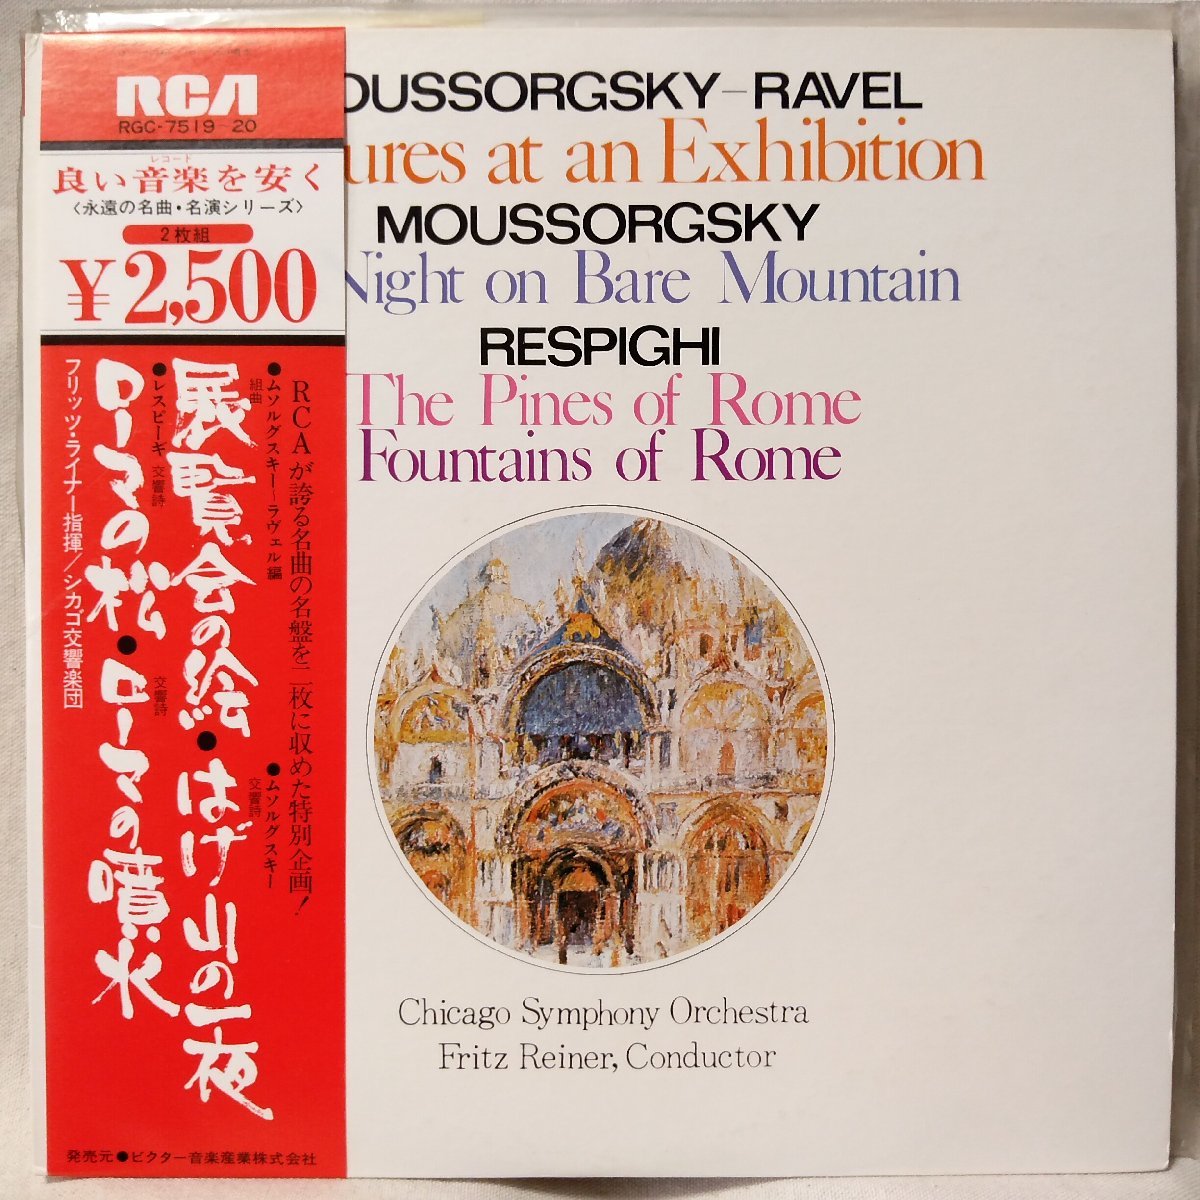 RCA
RGC-7519-20
レコード
良い音楽を安く
〈永遠の名曲・名演シリーズ〉
2枚組
¥2,500
RCAが誇る名曲の名盤を二枚に収めた特別企画!
●ムソルグスキー〜ラヴェル編
組曲
展覧会の絵・はげ山の一夜
●ムソルグスキー
交響詩
●レスピーギ
交響詩
ローマの松・ローマの噴水
交響詩
フリッツ・ライナー指揮/シカゴ交響楽団
発売元●ビクター音楽産業株式会社
OUSSORGSKY–RAVEL
ures at an Exhibition
MOUSSORGSKY
Night on Bare Mountain
RESPIGHI
The Pines of Rome
Fountains of Rome
Chicago Symphony Orchestra
Fritz Reiner, Conductor